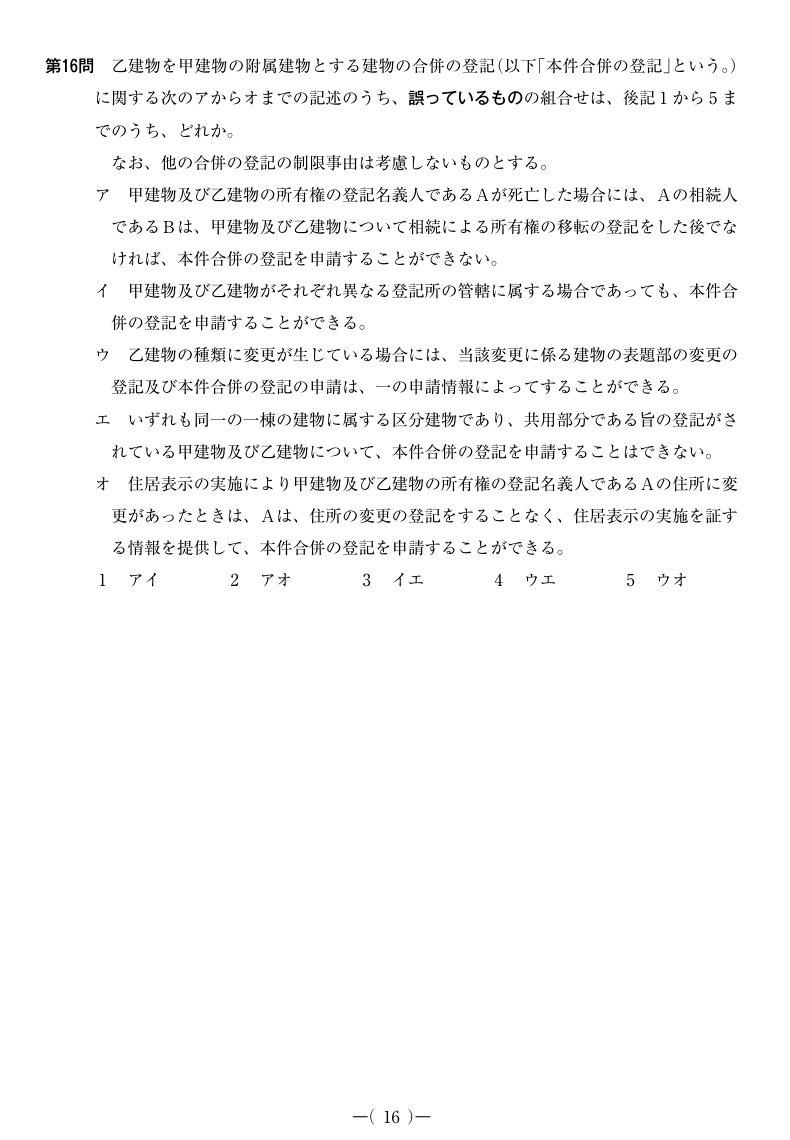 第16問　乙建物を甲建物の附属建物とする建物の合併の登記(以下「本件合併の登記」という。)
に関する次のアからオまでの記述のうち、誤っているものの組合せは、後記１から５ま
でのうち、どれか。
なお、他の合併の登記の制限事由は考慮しないものとする。
ア　甲建物及び乙建物の所有権の登記名義人であるＡが死亡した場合には、Ａの相続人
であるＢは、甲建物及び乙建物について相続による所有権の移転の登記をした後でな
ければ、本件合併の登記を申請することができない。
イ　甲建物及び乙建物がそれぞれ異なる登記所の管轄に属する場合であっても、本件合
併の登記を申請することができる。
ウ　乙建物の種類に変更が生じている場合には、当該変更に係る建物の表題部の変更の
登記及び本件合併の登記の申請は、一の申請情報によってすることができる。
エ　いずれも同一の一棟の建物に属する区分建物であり、共用部分である旨の登記がさ
れている甲建物及び乙建物について、本件合併の登記を申請することはできない。
オ　住居表示の実施により甲建物及び乙建物の所有権の登記名義人であるＡの住所に変
更があったときは、Ａは、住所の変更の登記をすることなく、住居表示の実施を証す
る情報を提供して、本件合併の登記を申請することができる。
１　アイ　２　アオ　３　イエ　４　ウエ　５　ウオ
―( 16 )―